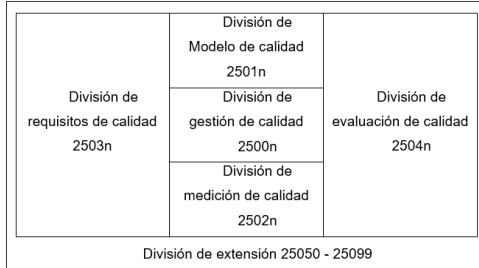 División de
requisitos de calidad
2503n
División de
Modelo de calidad
2501n
División de
gestión de calidad
2500n
División de
medición de calidad
2502n
División de
evaluación de calidad
2504n
División de extensión 25050 - 25099